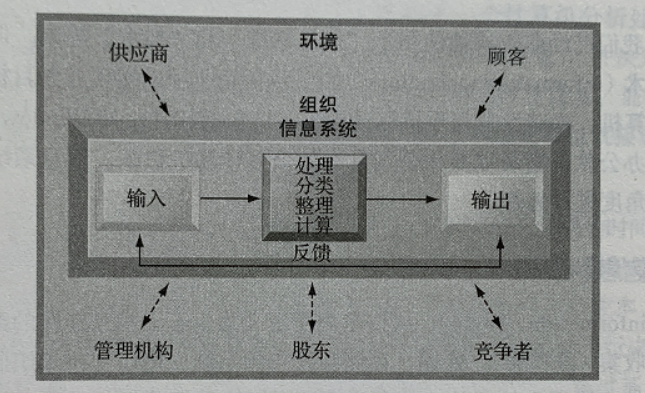 环境
供应商
顾客
组织
信息系统
输入
处理
分类
整理
计算
输出
反馈
管理机构
股东
竞争者